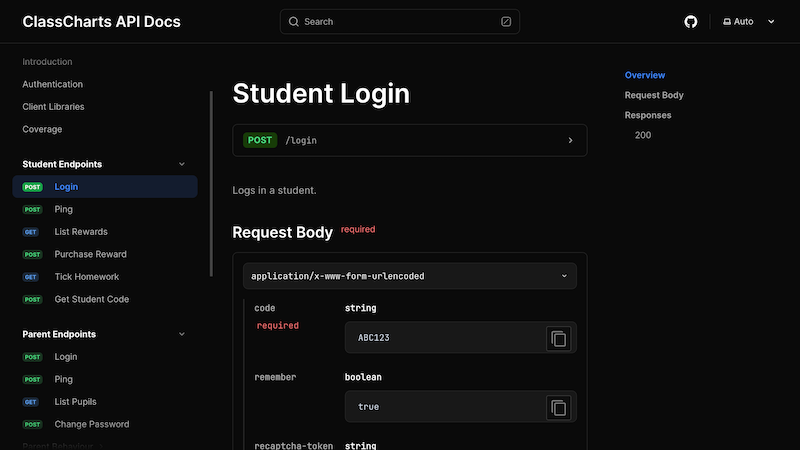 ClassCharts API Docs
Search
Auto
Introduction
Authentication
Client Libraries
Coverage
Student Endpoints
POST Login
POST Ping
GET List Rewards
POST Purchase Reward
GET Tick Homework
POST Get Student Code
Parent Endpoints
POST Login
POST Ping
GET List Pupils
POST Change Password
Student Login
POST /login
Logs in a student.
Request Body required
application/x-www-form-urlencoded
code string
required
ABC123
remember boolean
true
recaptcha-token string
Overview
Request Body
Responses
200